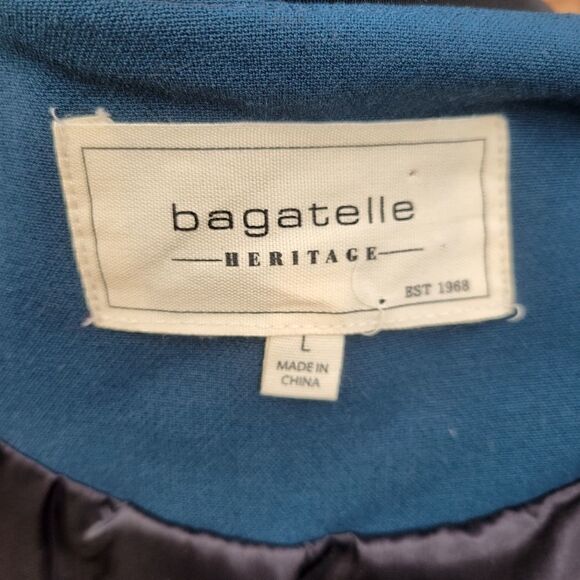 bagatelle
HERITAGE
EST 1968
L
MADE IN
CHINA